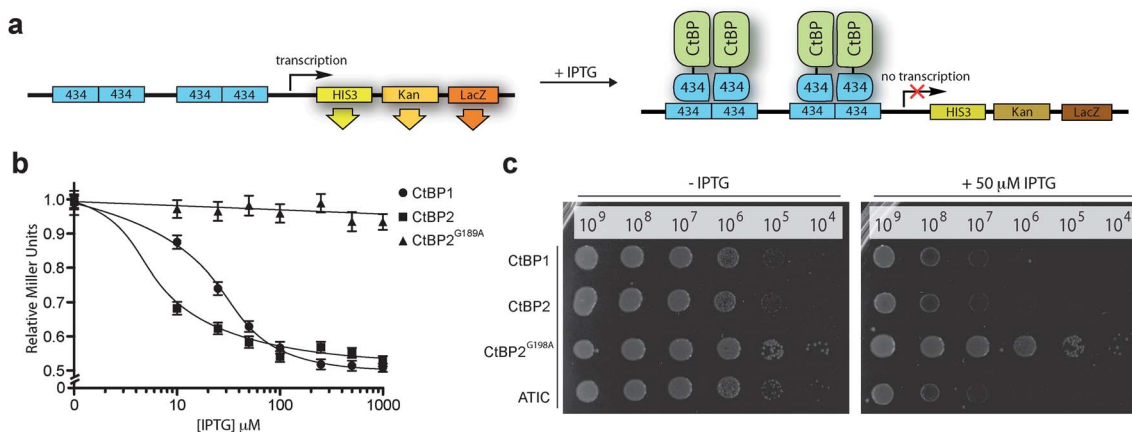 a
transcription
434 434 434 434 HIS3 Kan LacZ
+ IPTG
CtBP CtBP CtBP CtBP
434 434 434 434
no transcription
434 434 434 434 HIS3 Kan LacZ
b
CtBP1
CtBP2
CtBP2G189A
Relative Miller Units
1.0
0.9
0.8
0.7
0.6
0.5
0
0 10 100 1000
[IPTG] μM
c
- IPTG + 50 μM IPTG
10⁹ 10⁸ 10⁷ 10⁶ 10⁵ 10⁴ 10⁹ 10⁸ 10⁷ 10⁶ 10⁵ 10⁴
CtBP1
CtBP2
CtBP2G198A
ATIC